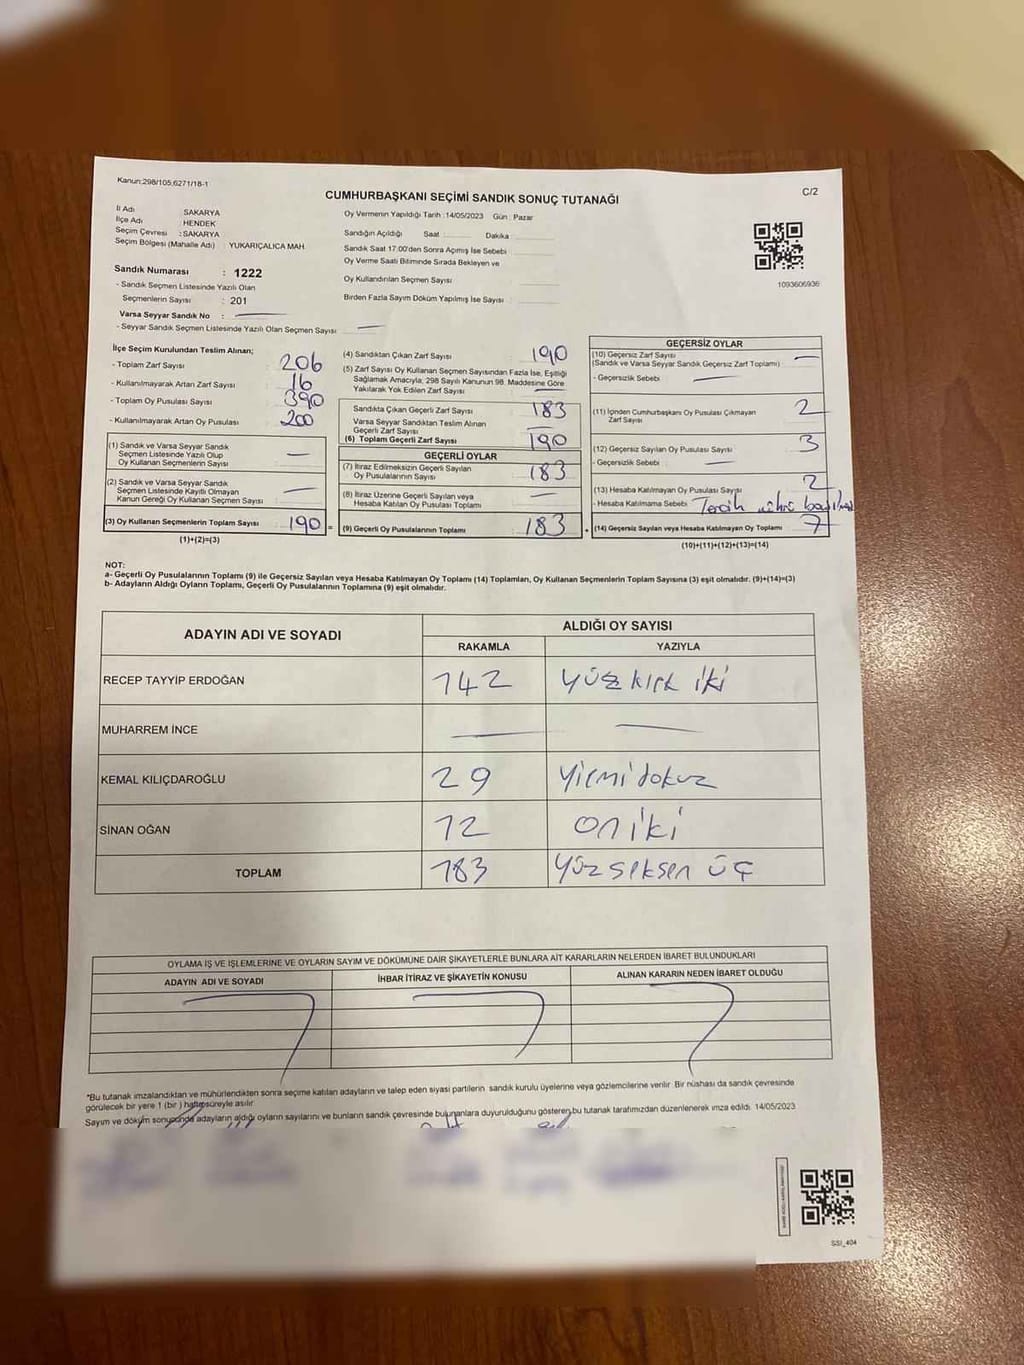 Kanun:298/105,6271/18-1
C/2
CUMHURBAŞKANI SEÇİMİ SANDIK SONUÇ TUTANAĞI
İl Adı : SAKARYA
İlçe Adı : HENDEK
Seçim Çevresi : SAKARYA
Seçim Bölgesi (Mahalle Adı) : YUKARIÇALICA MAH.
Sandık Numarası : 1222
- Sandık Seçmen Listesinde Yazılı Olan
Seçmenlerin Sayısı : 201
Varsa Seyyar Sandık No :
- Seyyar Sandık Seçmen Listesinde Yazılı Olan Seçmen Sayısı
Oy Vermenin Yapıldığı Tarih :14/05/2023 Gün : Pazar
Sandığın Açıldığı Saat : Dakika :
Sandık Saat 17.00'den Sonra Açılmış İse Sebebi :
Oy Verme Saati Bitiminde Sırada Bekleyen ve
Oy Kullandırılan Seçmen Sayısı :
Birden Fazla Sayım Döküm Yapılmış İse Sayısı :
1093606936
İlçe Seçim Kurulundan Teslim Alınan;
- Toplam Zarf Sayısı : 206
- Kullanılmayarak Artan Zarf Sayısı : 16
- Toplam Oy Pusulası Sayısı : 390
- Kullanılmayarak Artan Oy Pusulası : 200
(1) Sandık ve Varsa Seyyar Sandık
Seçmen Listesinde Yazılı Olup
Oy Kullanan Seçmenlerin Sayısı :
(2) Sandık ve Varsa Seyyar Sandık
Seçmen Listesinde Kayıtlı Olmayan
Kanun Gereği Oy Kullanan Seçmen Sayısı :
(3) Oy Kullanan Seçmenlerin Toplam Sayısı : 190 =
(1)+(2)=(3)
(4) Sandıktan Çıkan Zarf Sayısı : 190
(5) Zarf Sayısı Oy Kullanan Seçmen Sayısından Fazla İse, Eşitliği
Sağlamak Amacıyla, 298 Sayılı Kanunun 98. Maddesine Göre
Yakılarak Yok Edilen Zarf Sayısı :
Sandıkta Çıkan Geçerli Zarf Sayısı : 183
Varsa Seyyar Sandıktan Teslim Alınan
Geçerli Zarf Sayısı :
(6) Toplam Geçerli Zarf Sayısı : 190
GEÇERLİ OYLAR
(7) İtiraz Edilmeksizin Geçerli Sayılan
Oy Pusulalarının Sayısı : 183
(8) İtiraz Üzerine Geçerli Sayılan veya
Hesaba Katılan Oy Pusulaları Toplamı :
(9) Geçerli Oy Pusulalarının Toplamı : 183 +
GEÇERSİZ OYLAR
(10) Geçersiz Zarf Sayısı :
(Sandık ve Varsa Seyyar Sandık Geçersiz Zarf Toplamı)
- Geçersizlik Sebebi :
(11) İçinden Cumhurbaşkanı Oy Pusulası Çıkmayan
Zarf Sayısı : 2
(12) Geçersiz Sayılan Oy Pusulası Sayısı : 3
- Geçersizlik Sebebi :
(13) Hesaba Katılmayan Oy Pusulası Sayısı : 2
- Hesaba Katılmama Sebebi : Tercih mührü
(14) Geçersiz Sayılan veya Hesaba Katılmayan Oy Toplamı : 7
(10)+(11)+(12)+(13)=(14)
NOT:
a- Geçerli Oy Pusulalarının Toplamı (9) ile Geçersiz Sayılan veya Hesaba Katılmayan Oy Toplamı (14) Toplamları, Oy Kullanan Seçmenlerin Toplam Sayısına (3) eşit olmalıdır. (9)+(14)=(3)
b- Adayların Aldığı Oyların Toplamı, Geçerli Oy Pusulalarının Toplamına (9) eşit olmalıdır.
ADAYIN ADI VE SOYADI
ALDIĞI OY SAYISI
RAKAMLA YAZIYLA
RECEP TAYYİP ERDOĞAN 142 yüz kırk iki
MUHARREM İNCE
KEMAL KILIÇDAROĞLU 29 yirmi dokuz
SİNAN OĞAN 12 on iki
TOPLAM 183 yüz seksen üç
OYLAMA İŞ VE İŞLEMLERİNE VE OYLARIN SAYIM VE DÖKÜMÜNE DAİR ŞİKAYETLERLE BUNLARA AİT KARARLARIN NELERDEN İBARET BULUNDUKLARI
ADAYIN ADI VE SOYADI İHBAR İTİRAZ VE ŞİKAYETİN KONUSU ALINAN KARARIN NEDEN İBARET OLDUĞU
*Bu tutanak imzalandıktan ve mühürlendikten sonra seçime katılan adayların ve talep eden siyasi partilerin sandık kurulu üyelerine veya gözlemcilerine verilir. Bir nüshası da sandık çevresinde
görülecek bir yere 1 (bir) hafta süreyle asılır.
Sayım ve döküm sonucunda adayların aldığı oyların sayılarını ve bunların sandık çevresinde bulunanlara duyurulduğunu gösteren bu tutanak tarafımızdan düzenlenerek imza edildi. 14/05/2023
SSI_404